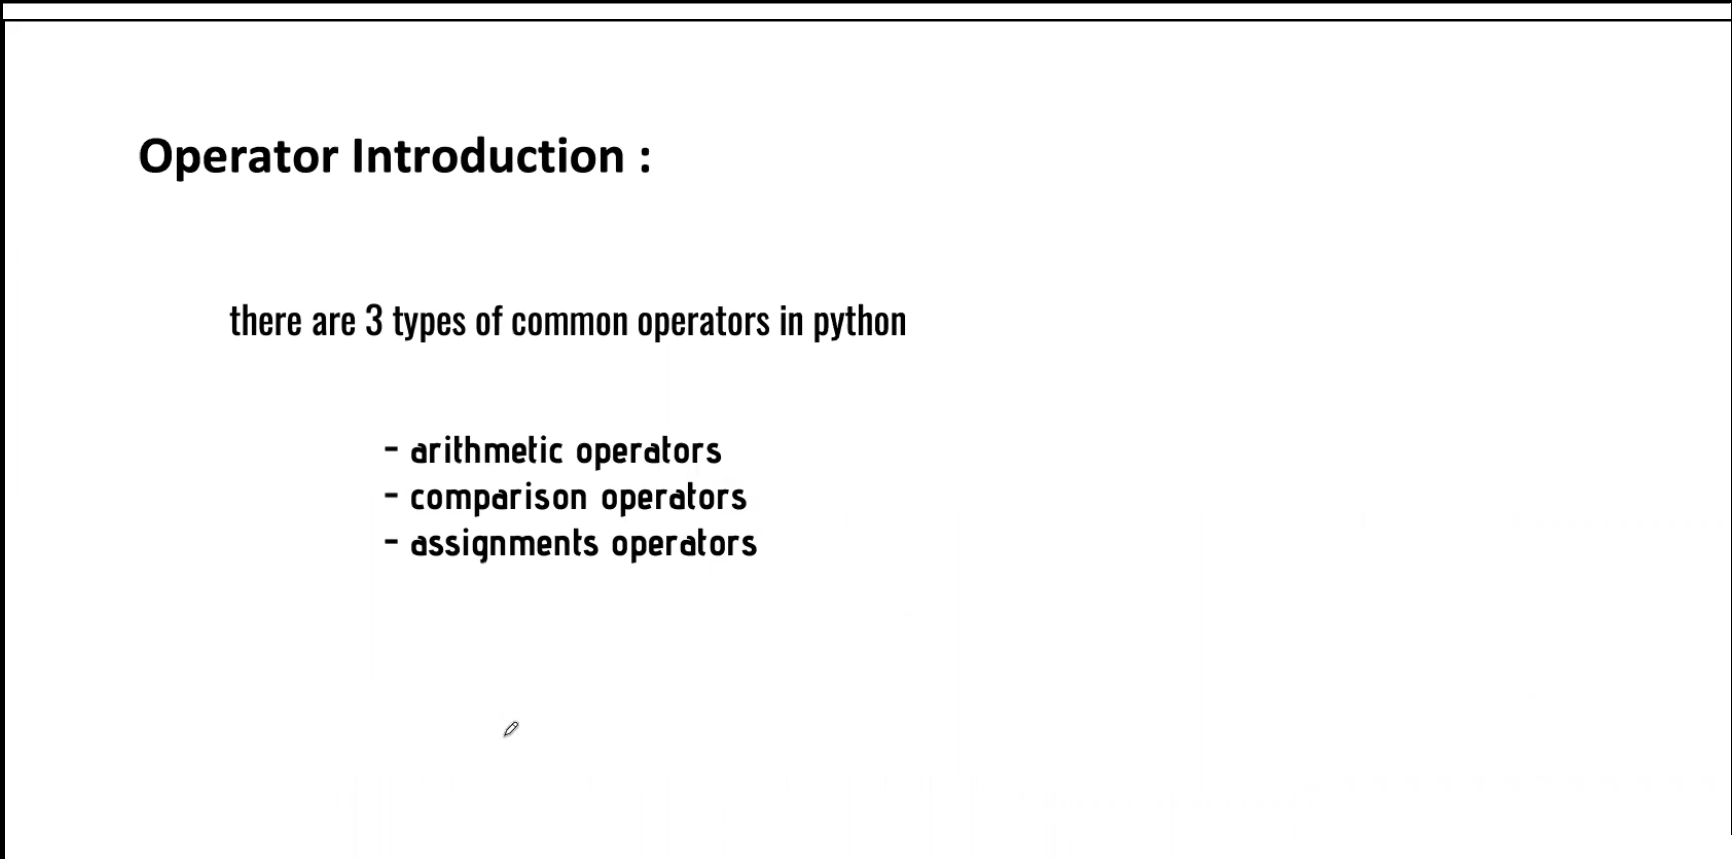 Operator Introduction :
there are 3 types of common operators in python
- arithmetic operators
- comparison operators
- assignments operators